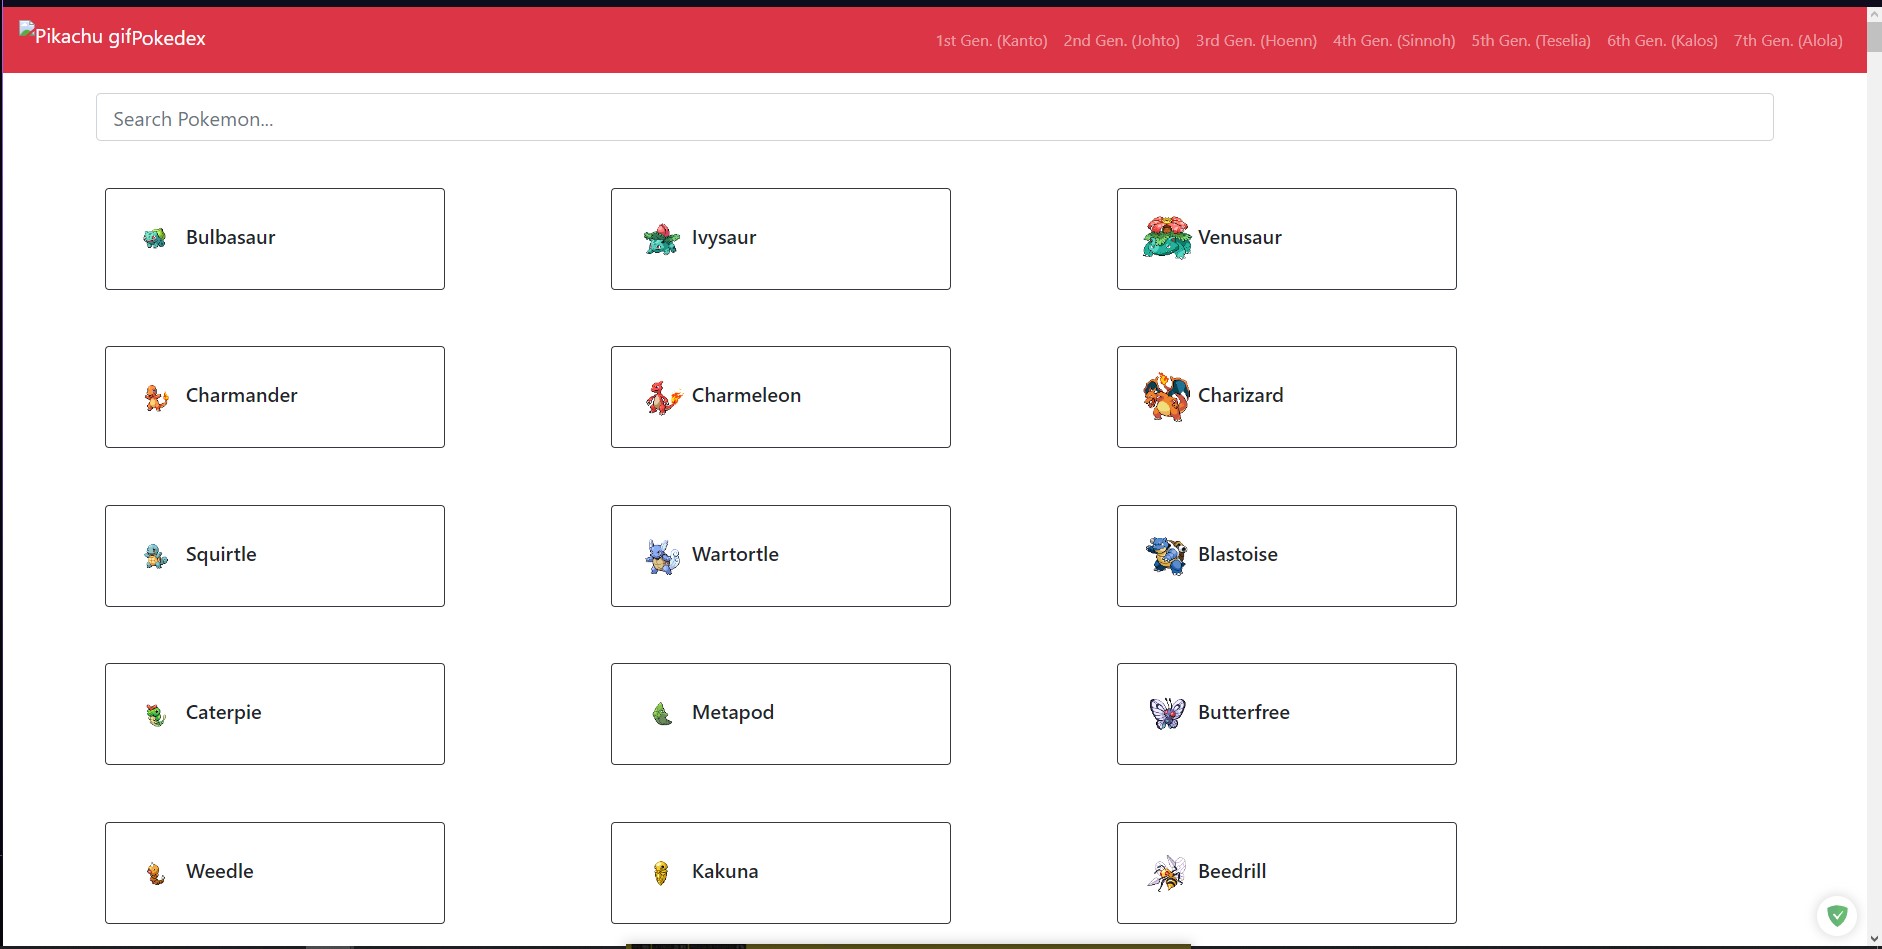 Pikachu gifPokedex
1st Gen. (Kanto) 2nd Gen. (Johto) 3rd Gen. (Hoenn) 4th Gen. (Sinnoh) 5th Gen. (Teselia) 6th Gen. (Kalos) 7th Gen. (Alola)
Search Pokemon...
Bulbasaur
Ivysaur
Venusaur
Charmander
Charmeleon
Charizard
Squirtle
Wartortle
Blastoise
Caterpie
Metapod
Butterfree
Weedle
Kakuna
Beedrill